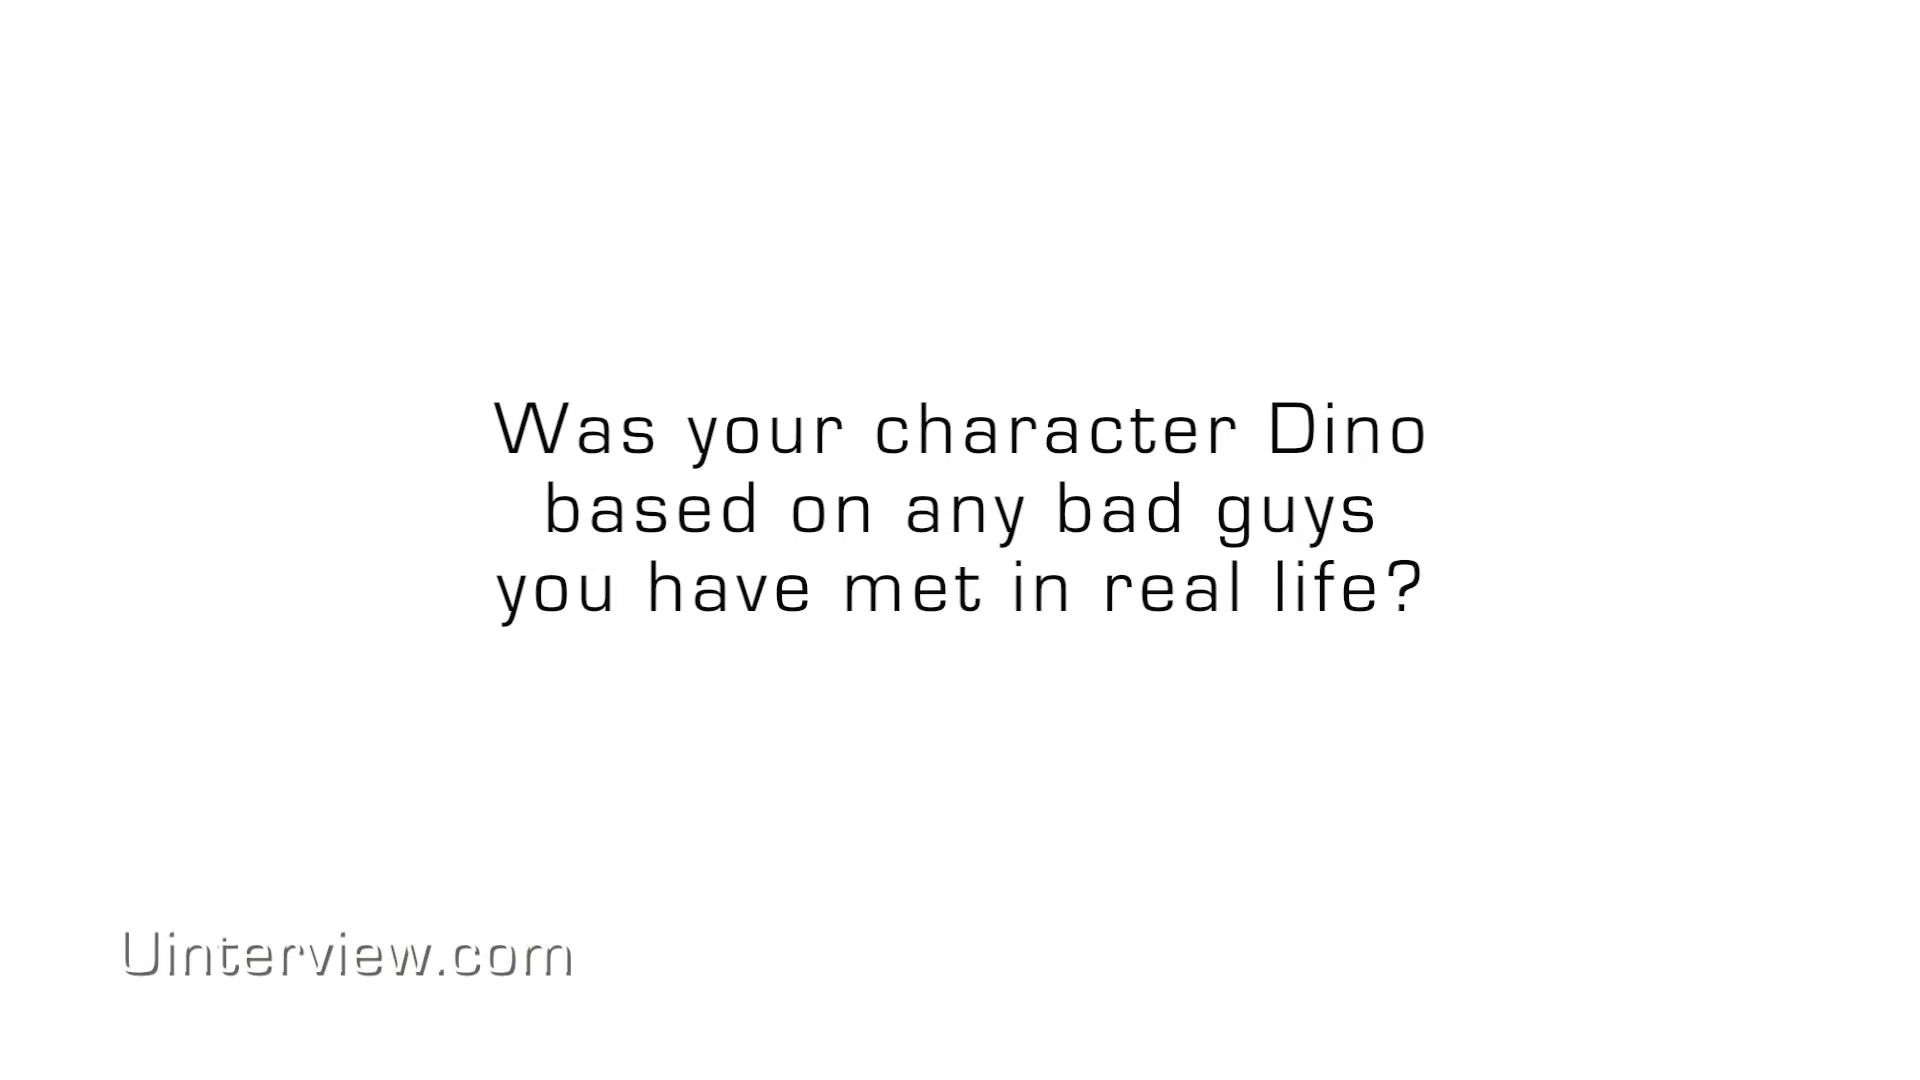 Was your character Dino
based on any bad guys
you have met in real life?
Uinterview.com